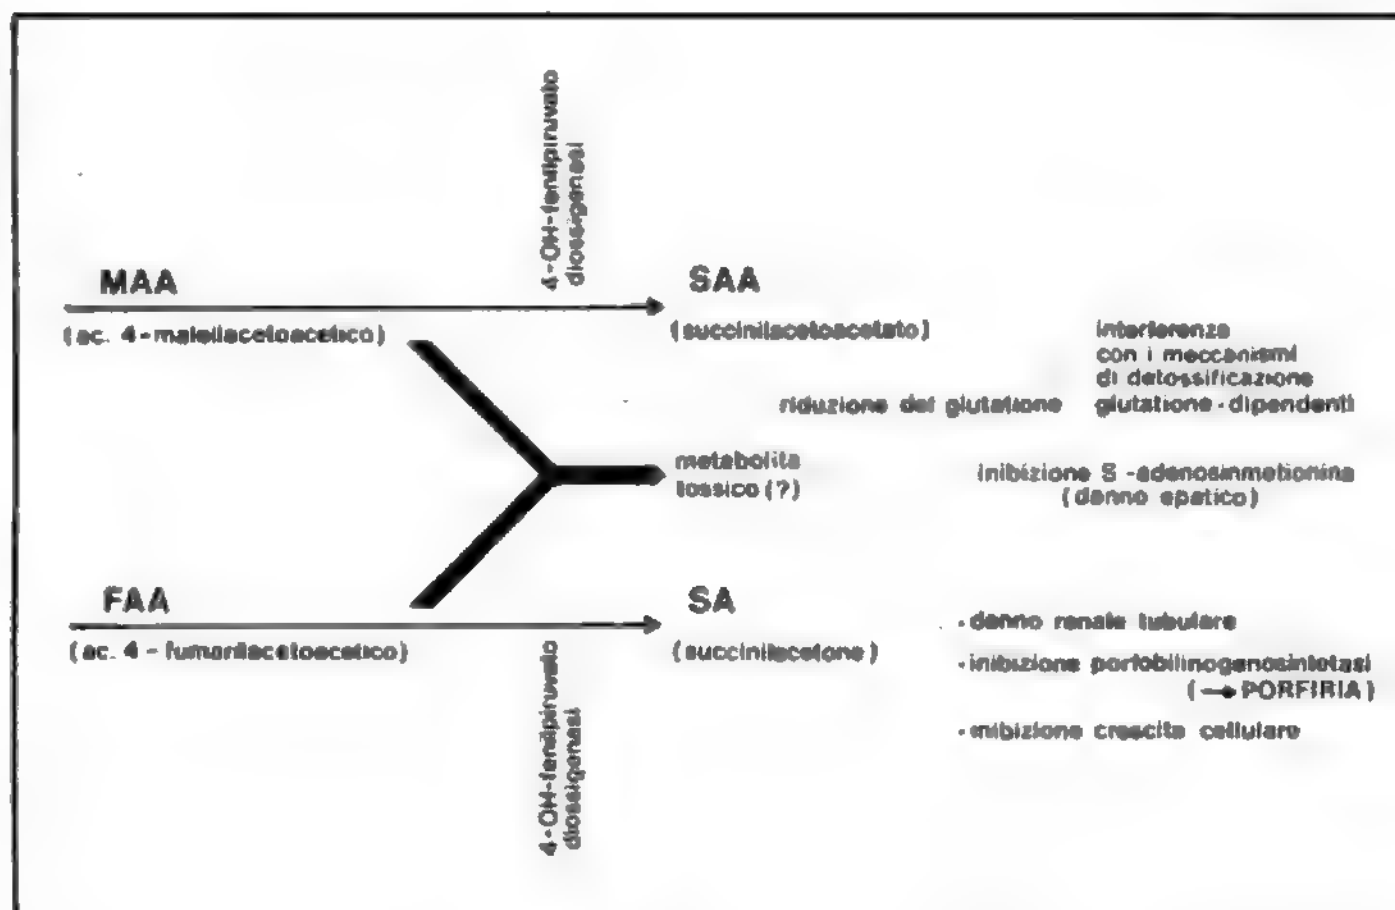 4-OH-fenilpiruvato
diossigenasi
MAA
SAA
(ac. 4-maleilacetoacetico)
(succinilacetoacetato)
interferenza
con i meccanismi
di detossificazione
riduzione del glutatione
glutatione-dipendenti
metabolita
tossico (?)
inibizione S-adenosinmetionina
(danno epatico)
FAA
SA
(ac. 4-fumarilacetoacetico)
(succinilacetone)
- danno renale tubulare
- inibizione porfobilinogenosintetasi
(→ PORFIRIA)
- inibizione crescita cellulare
4-OH-fenilpiruvato
diossigenasi